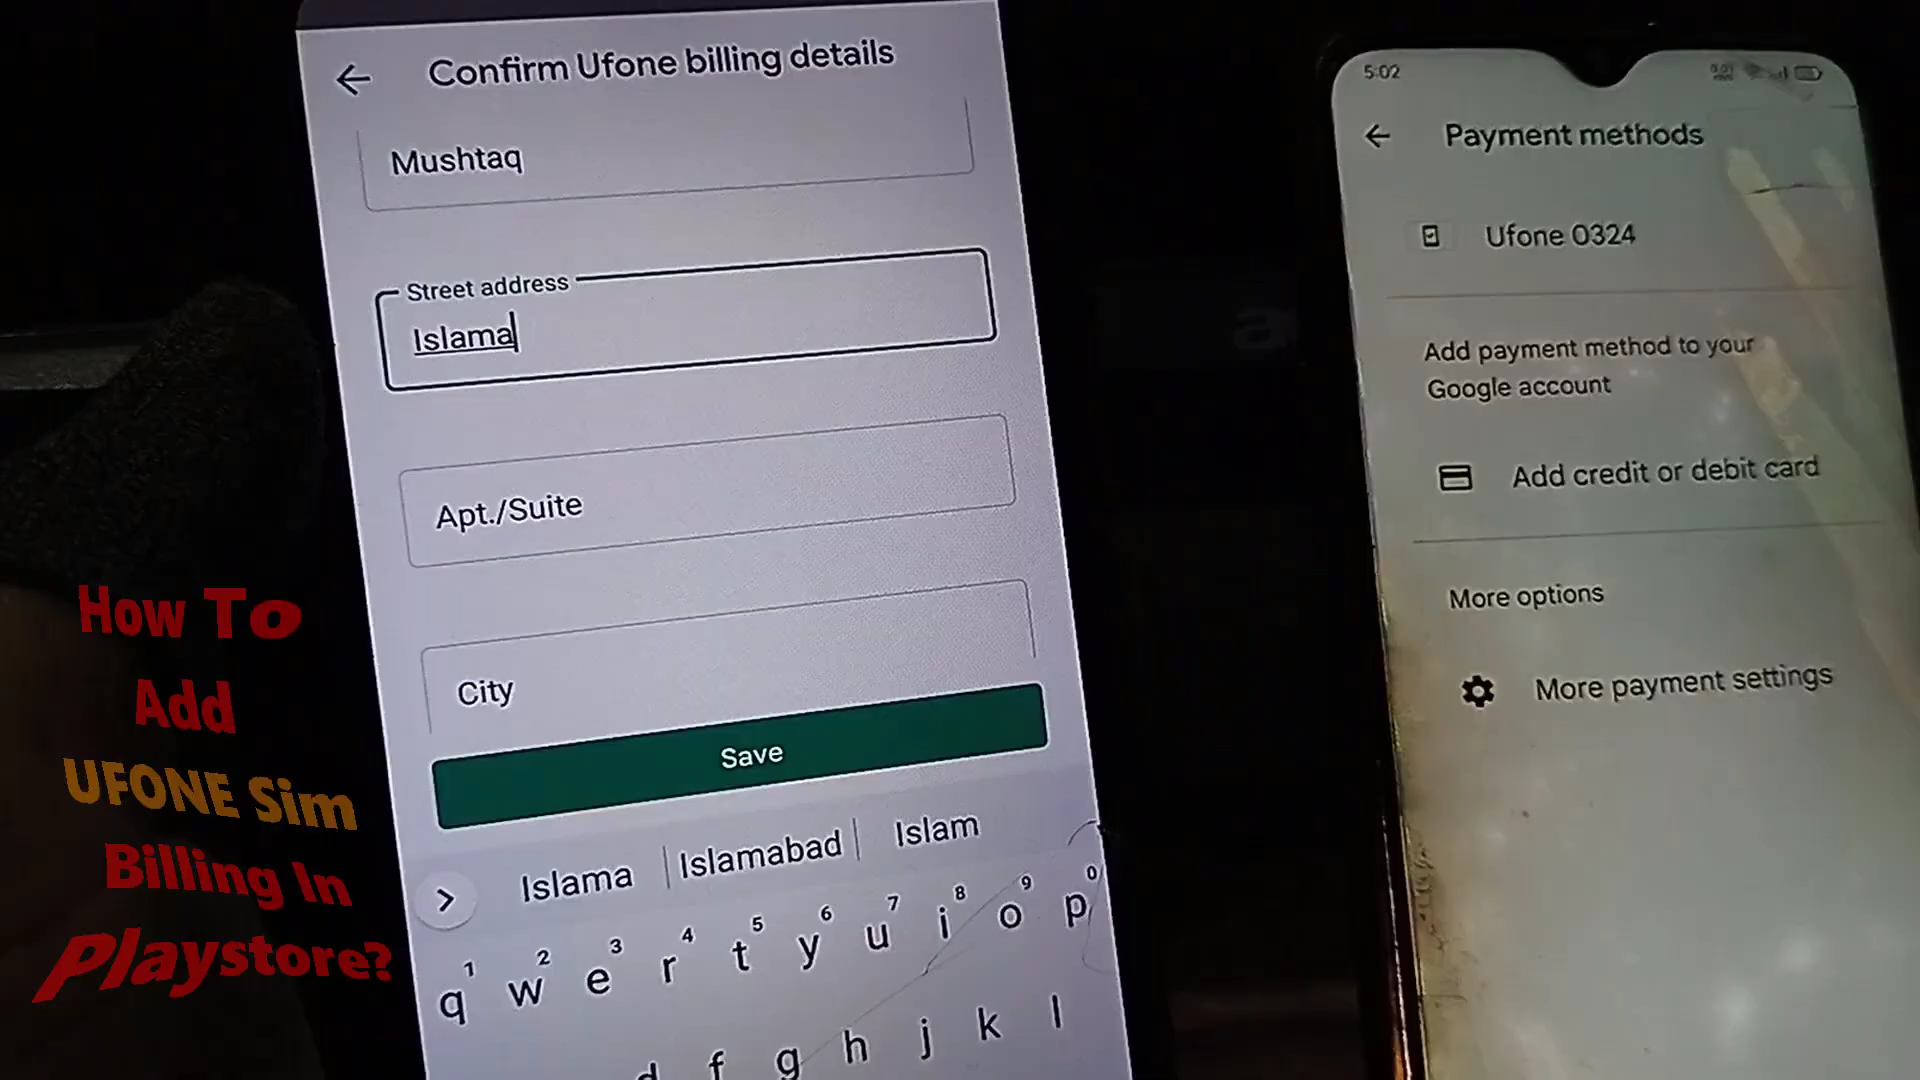 Confirm Ufone billing details
Mushtaq
Street address
Islama
Apt./Suite
City
Save
Islama Islamabad Islam
1 2 3 4 5 6 7 8 9 0
q w e r t y u i o p
d f g h j k l
5:02
Payment methods
Ufone 0324
Add payment method to your
Google account
Add credit or debit card
More options
More payment settings
a
How To
Add
UFONE Sim
Billing In
Playstore?